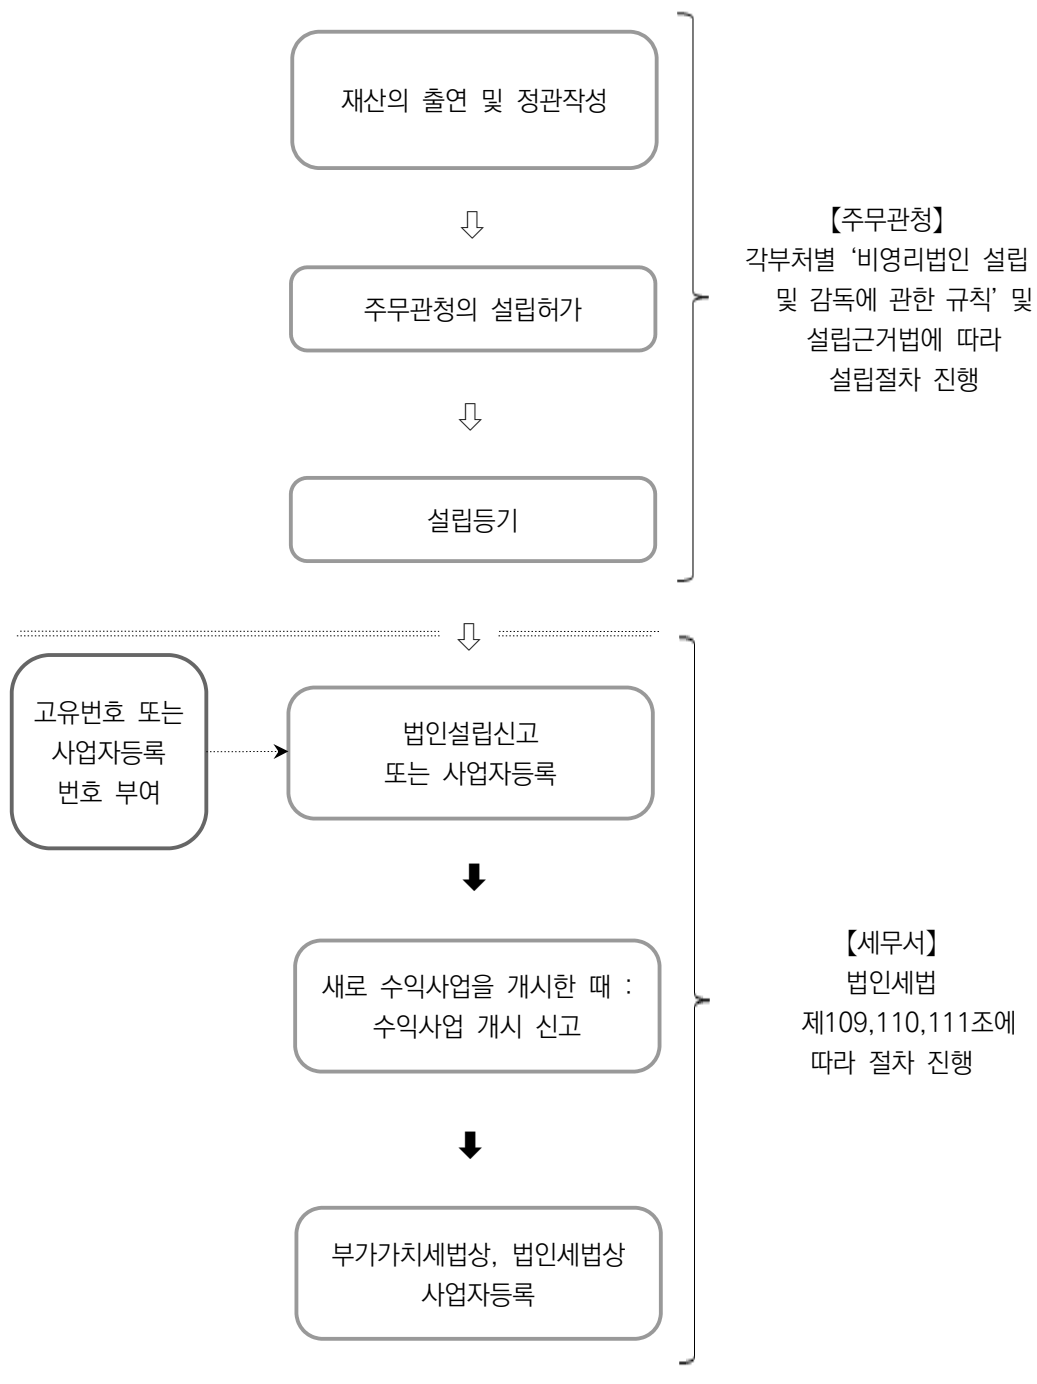 재산의 출연 및 정관작성
주무관청의 설립허가
설립등기
【주무관청】
각부처별 ‘비영리법인 설립
및 감독에 관한 규칙’ 및
설립근거법에 따라
설립절차 진행
고유번호 또는
사업자등록
번호 부여
법인설립신고
또는 사업자등록
새로 수익사업을 개시한 때 :
수익사업 개시 신고
부가가치세법상, 법인세법상
사업자등록
【세무서】
법인세법
제109,110,111조에
따라 절차 진행